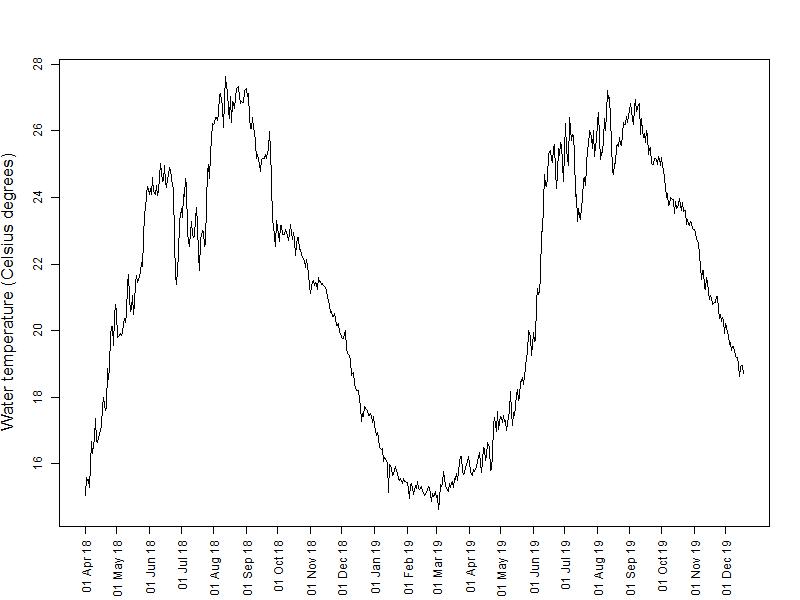 Water temperature (Celsius degrees)
28
26
24
22
20
18
16
01 Apr 18
01 May 18
01 Jun 18
01 Jul 18
01 Aug 18
01 Sep 18
01 Oct 18
01 Nov 18
01 Dec 18
01 Jan 19
01 Feb 19
01 Mar 19
01 Apr 19
01 May 19
01 Jun 19
01 Jul 19
01 Aug 19
01 Sep 19
01 Oct 19
01 Nov 19
01 Dec 19